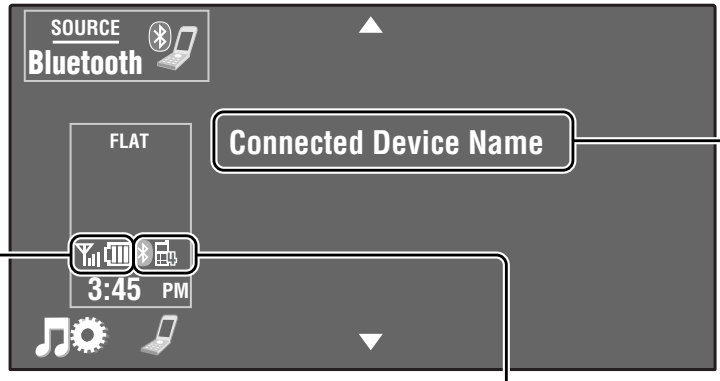 SOURCE
Bluetooth
FLAT
Connected Device Name
3:45 PM